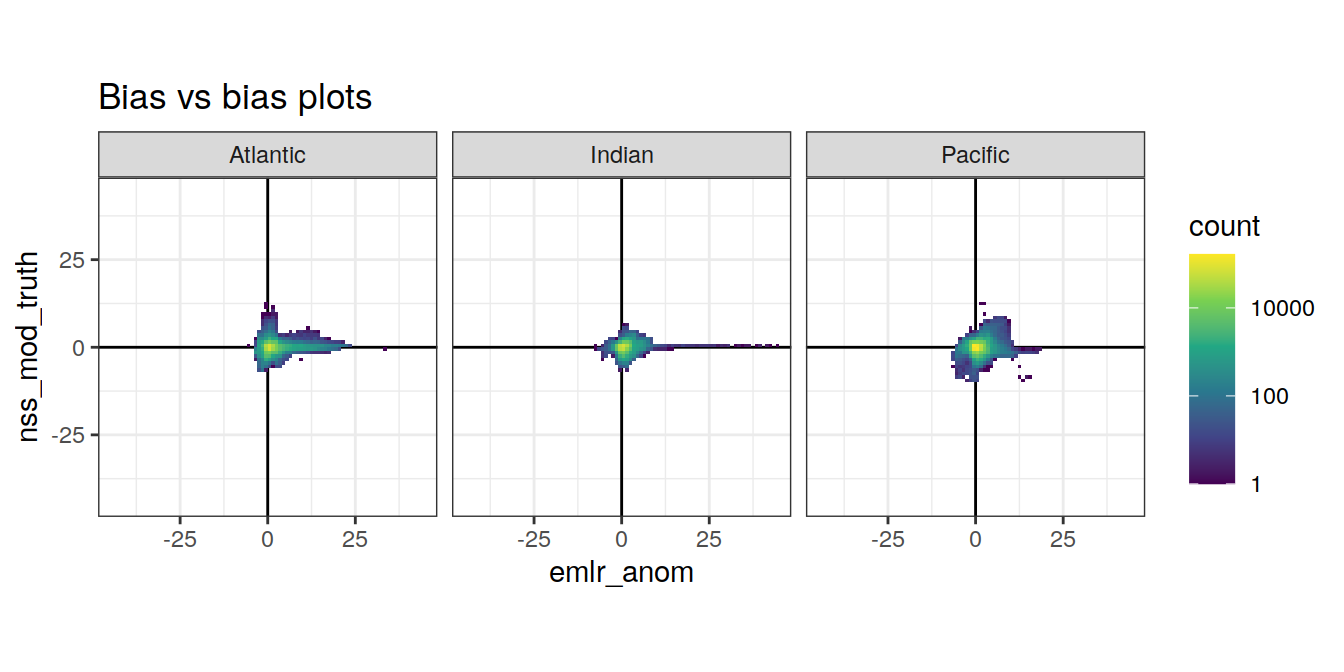 Bias vs bias plots
Atlantic
Indian
Pacific
nss_mod_truth
25
0
-25
-25 0 25
-25 0 25
-25 0 25
emlr_anom
count
10000
100
1